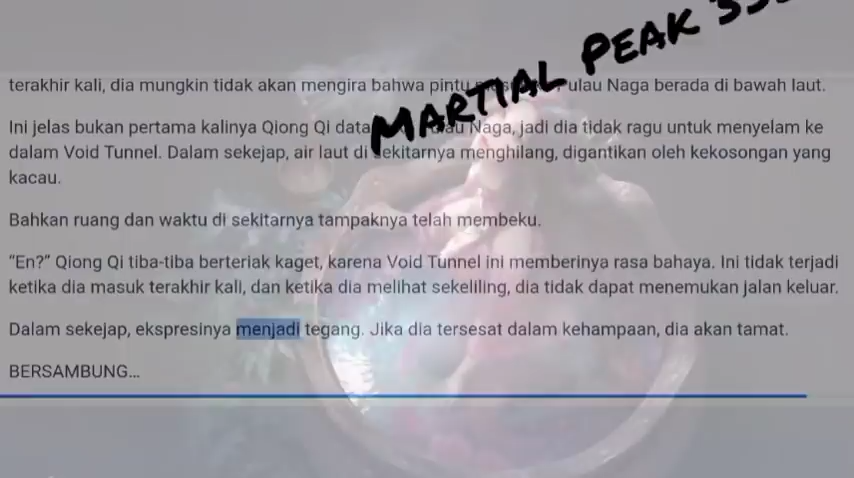 MARTIAL PEAK
terakhir kali, dia mungkin tidak akan mengira bahwa pintu Naga berada di bawah laut.
Ini jelas bukan pertama kalinya Qiong Qi Naga, jadi dia tidak ragu untuk menyelam ke
dalam Void Tunnel. Dalam sekejap, air laut di sekitarnya menghilang, digantikan oleh kekosongan yang
kacau.
Bahkan ruang dan waktu di sekitarnya tampaknya telah membeku.
“En?” Qiong Qi tiba-tiba berteriak kaget, karena Void Tunnel ini memberinya rasa bahaya. Ini tidak terjadi
ketika dia masuk terakhir kali, dan ketika dia melihat sekeliling, dia tidak dapat menemukan jalan keluar.
Dalam sekejap, ekspresinya menjadi tegang. Jika dia tersesat dalam kehampaan, dia akan tamat.
BERSAMBUNG...